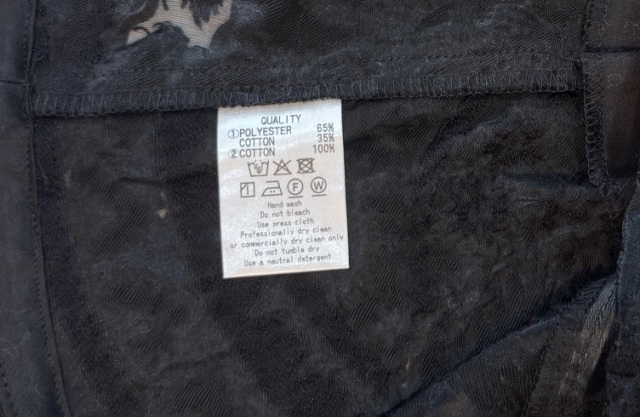 QUALITY
①POLYESTER 65%
COTTON 35%
②COTTON 100%
F W
Hand wash
Do not bleach
Use press cloth
Professionally dry clean
or commercially dry clean only
Do not tumble dry
Use a neutral detergent